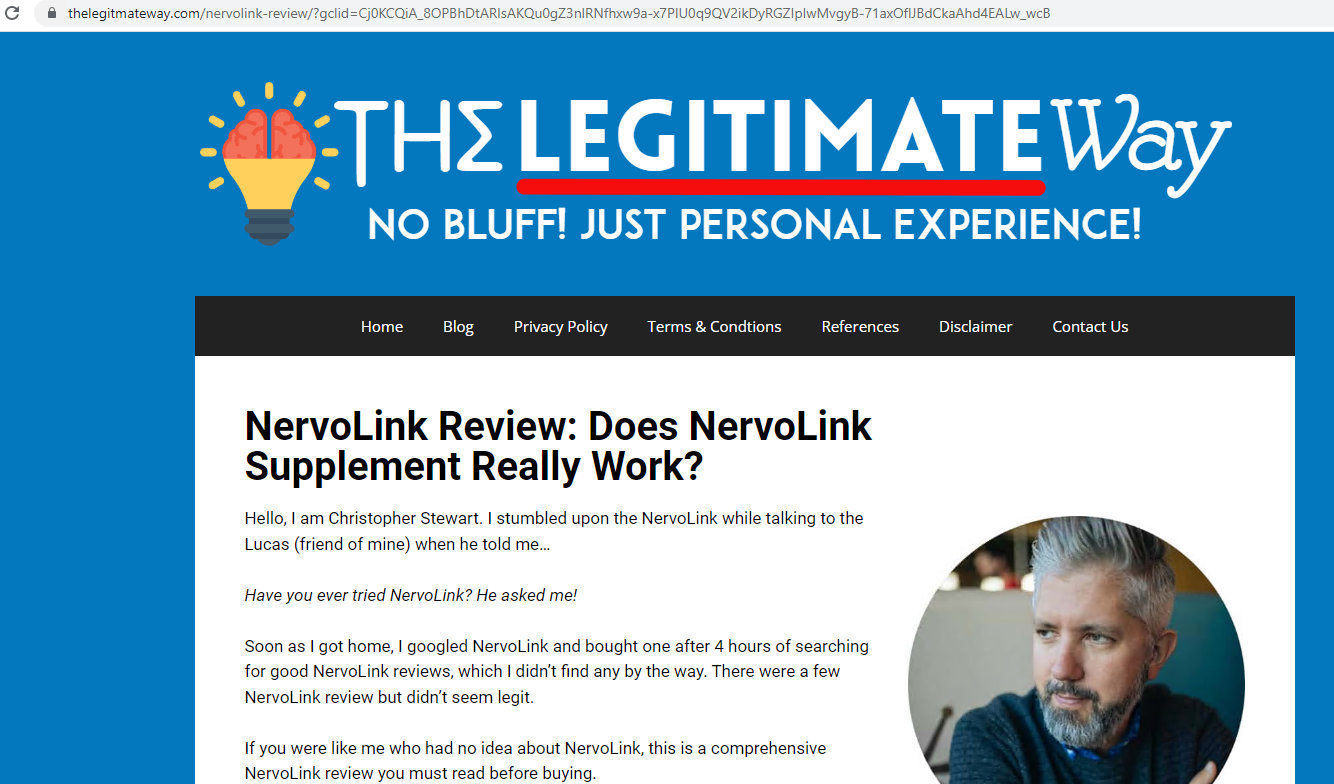 thelegitmateway.com/nervolink-review/?gclid=Cj0KCQiA_8OPBhDtARIsAKQu0gZ3nIRNfhxw9a-x7PIU0q9QV2ikDyRGZIpIwMvgyB-71axOflJBdCkaAhd4EALw_wcB
THE LEGITIMATE Way
NO BLUFF! JUST PERSONAL EXPERIENCE!
Home Blog Privacy Policy Terms & Condtions References Disclaimer Contact Us
NervoLink Review: Does NervoLink
Supplement Really Work?
Hello, I am Christopher Stewart. I stumbled upon the NervoLink while talking to the
Lucas (friend of mine) when he told me…
Have you ever tried NervoLink? He asked me!
Soon as I got home, I googled NervoLink and bought one after 4 hours of searching
for good NervoLink reviews, which I didn’t find any by the way. There were a few
NervoLink review but didn’t seem legit.
If you were like me who had no idea about NervoLink, this is a comprehensive
NervoLink review you must read before buying.